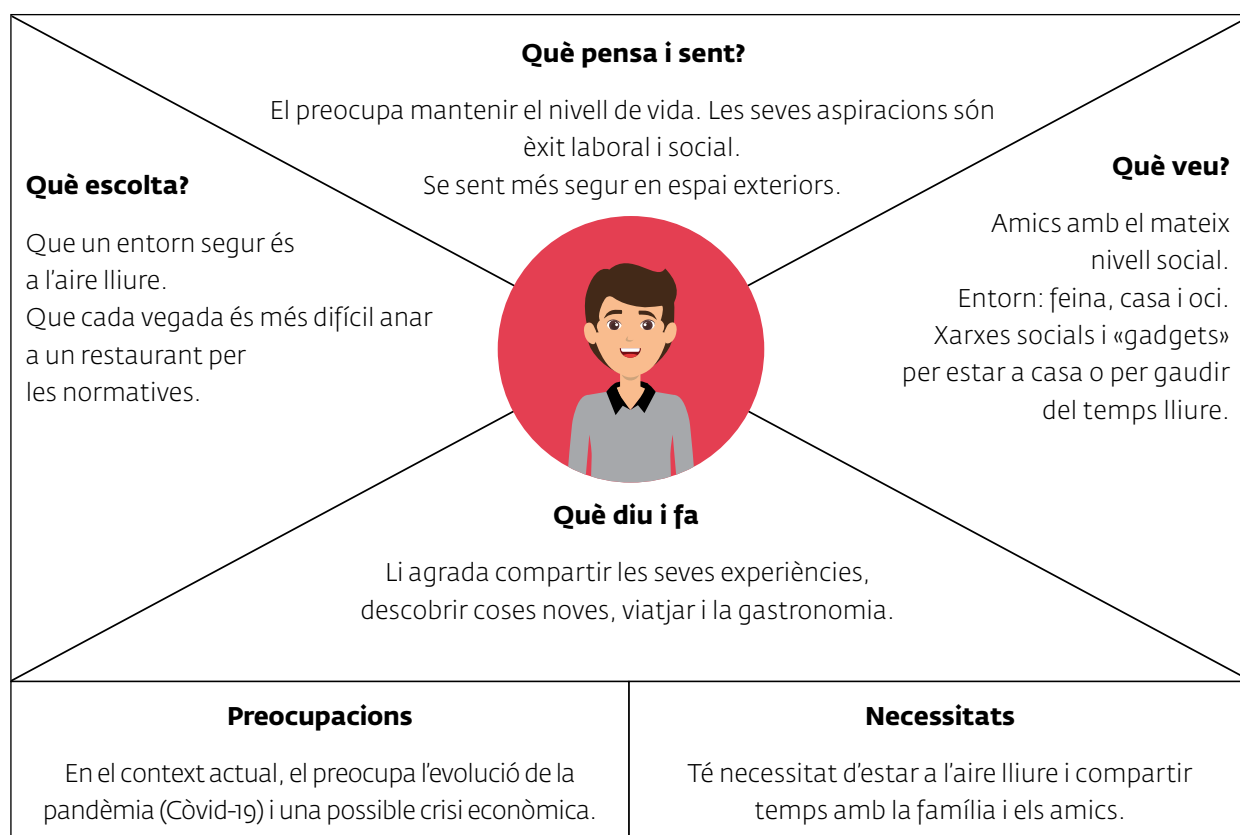 Què pensa i sent?
El preocupa mantenir el nivell de vida. Les seves aspiracions són
èxit laboral i social.
Se sent més segur en espai exteriors.
Què escolta?
Que un entorn segur és
a l'aire lliure.
Que cada vegada és més difícil anar
a un restaurant per
les normatives.
Què veu?
Amics amb el mateix
nivell social.
Entorn: feina, casa i oci.
Xarxes socials i «gadgets»
per estar a casa o per gaudir
del temps lliure.
Què diu i fa
Li agrada compartir les seves experiències,
descobrir coses noves, viatjar i la gastronomia.
Preocupacions
En el context actual, el preocupa l'evolució de la
pandèmia (Còvid-19) i una possible crisi econòmica.
Necessitats
Té necessitat d'estar a l'aire lliure i compartir
temps amb la família i els amics.